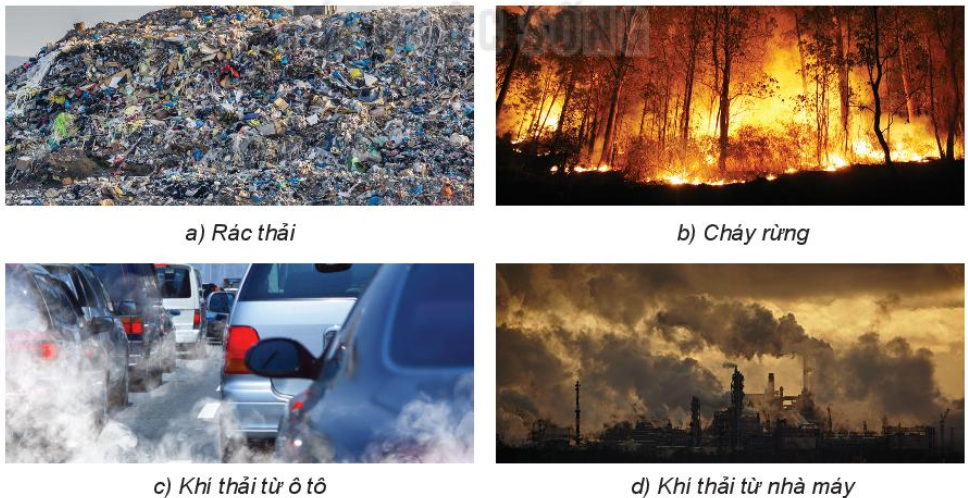 a) Rác thải
b) Cháy rừng
c) Khí thải từ ô tô
d) Khí thải từ nhà máy